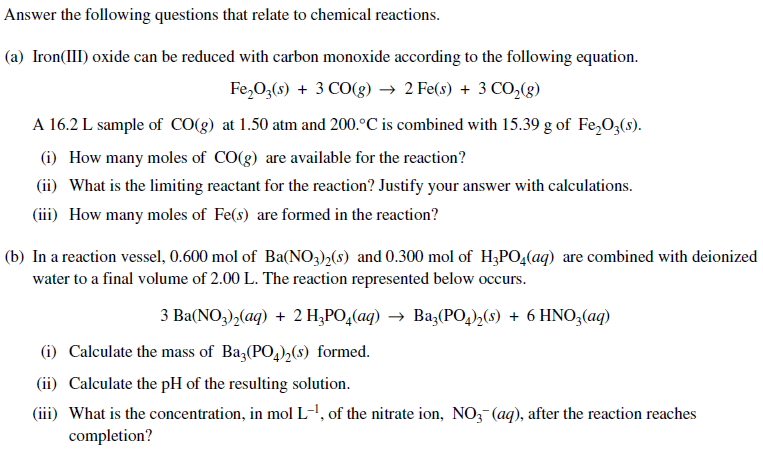 Answer the following questions that relate to chemical reactions.
(a) Iron(III) oxide can be reduced with carbon monoxide according to the following equation.
Fe₂O₃(s) + 3 CO(g) → 2 Fe(s) + 3 CO₂(g)
A 16.2 L sample of CO(g) at 1.50 atm and 200.°C is combined with 15.39 g of Fe₂O₃(s).
(i) How many moles of CO(g) are available for the reaction?
(ii) What is the limiting reactant for the reaction? Justify your answer with calculations.
(iii) How many moles of Fe(s) are formed in the reaction?
(b) In a reaction vessel, 0.600 mol of Ba(NO₃)₂(s) and 0.300 mol of H₃PO₄(aq) are combined with deionized
water to a final volume of 2.00 L. The reaction represented below occurs.
3 Ba(NO₃)₂(aq) + 2 H₃PO₄(aq) → Ba₃(PO₄)₂(s) + 6 HNO₃(aq)
(i) Calculate the mass of Ba₃(PO₄)₂(s) formed.
(ii) Calculate the pH of the resulting solution.
(iii) What is the concentration, in mol L⁻¹, of the nitrate ion, NO₃⁻(aq), after the reaction reaches
completion?